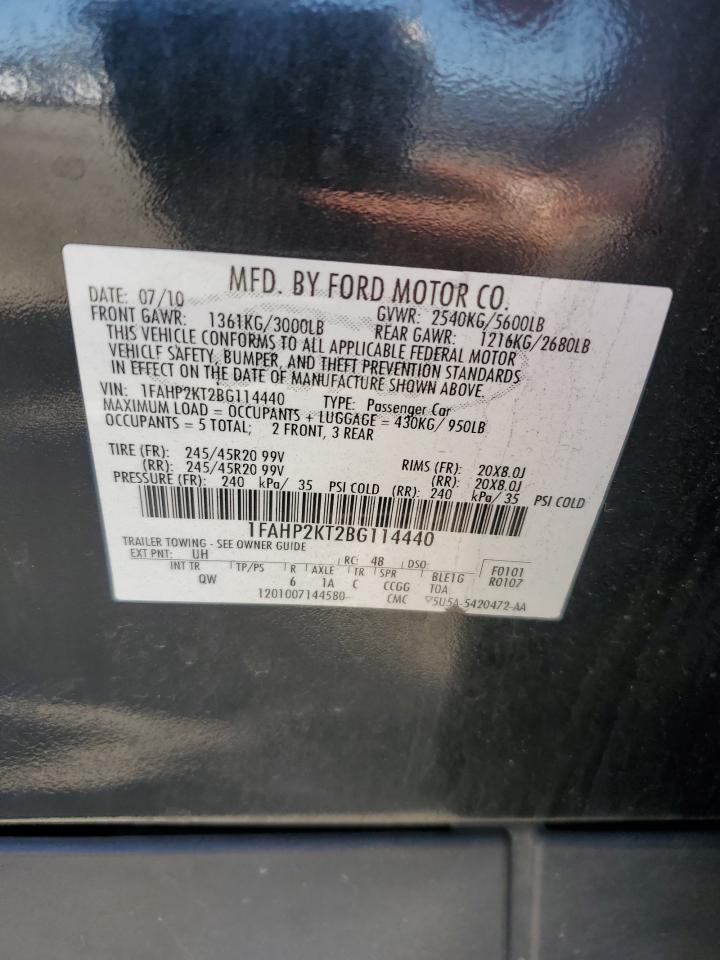 MFD. BY FORD MOTOR CO.
DATE: 07/10 GVWR: 2540KG/5600LB
FRONT GAWR: 1361KG/3000LB REAR GAWR: 1216KG/2680LB
THIS VEHICLE CONFORMS TO ALL APPLICABLE FEDERAL MOTOR
VEHICLE SAFETY, BUMPER, AND THEFT PREVENTION STANDARDS
IN EFFECT ON THE DATE OF MANUFACTURE SHOWN ABOVE.
VIN: 1FAHP2KT2BG114440 TYPE: Passenger Car
MAXIMUM LOAD = OCCUPANTS + LUGGAGE = 430KG/ 950LB
OCCUPANTS = 5 TOTAL; 2 FRONT, 3 REAR
TIRE (FR): 245/45R20 99V RIMS (FR): 20X8.0J
(RR): 245/45R20 99V (RR): 20X8.0J
PRESSURE (FR): 240 kPa/ 35 PSI COLD (RR): 240 kPa/ 35 PSI COLD
1FAHP2KT2BG114440
TRAILER TOWING - SEE OWNER GUIDE
EXT PNT: UH RC: 48 DSO: F0101
INT TR TP/PS R AXLE TR SPR BLE1G R0107
QW 6 1A C CCGG TOA
1201007144580 CMC 5U5A-5420472-AA